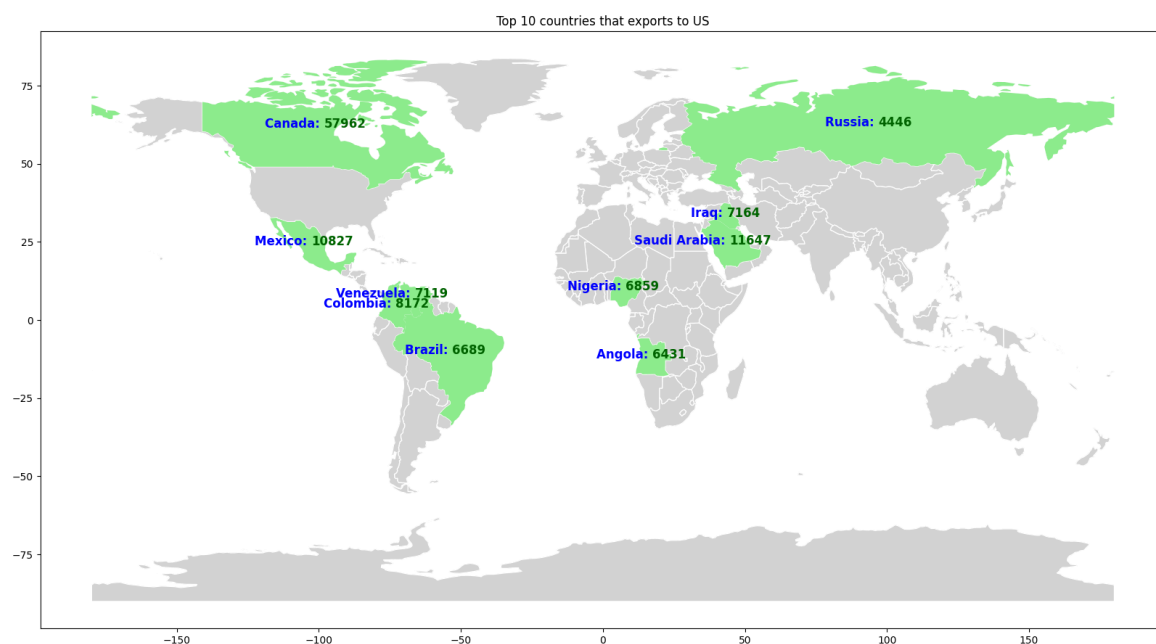 Top 10 countries that exports to US
75
50
25
0
−25
−50
−75
Canada: 57962
Russia: 4446
Iraq: 7164
Mexico: 10827
Saudi Arabia: 11647
Venezuela: 7119
Nigeria: 6859
Colombia: 8172
Brazil: 6689
Angola: 6431
−150
−100
−50
0
50
100
150